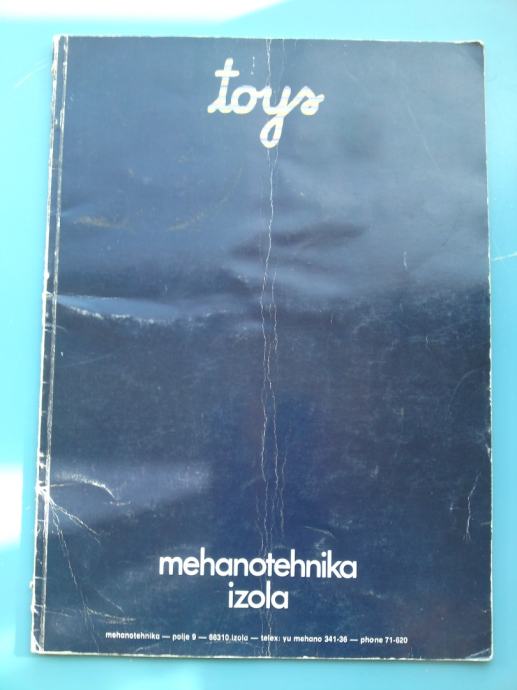 toys
mehanotehnika
izola
mehanotehnika — polje 9 — 66310 izola — telex: yu mehano 341-36 — phone 71-620